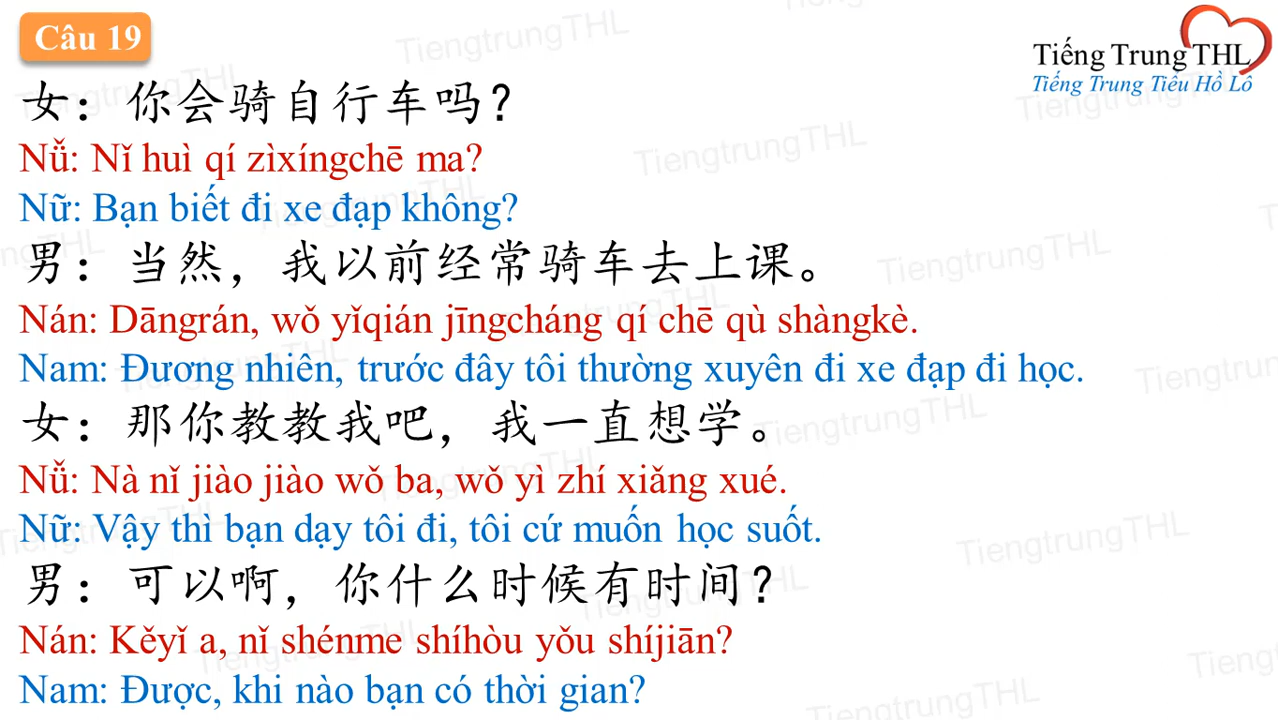 Câu 19
Tiếng Trung THL
Tiếng Trung Tiểu Hồ Lô
女：你会骑自行车吗？
Nǚ: Nǐ huì qí zìxíngchē ma?
Nữ: Bạn biết đi xe đạp không?
男：当然，我以前经常骑车去上课。
Nán: Dāngrán, wǒ yǐqián jīngcháng qí chē qù shàngkè.
Nam: Đương nhiên, trước đây tôi thường xuyên đi xe đạp đi học.
女：那你教教我吧，我一直想学。
Nǚ: Nà nǐ jiào jiào wǒ ba, wǒ yì zhí xiǎng xué.
Nữ: Vậy thì bạn dạy tôi đi, tôi cứ muốn học suốt.
男：可以啊，你什么时候有时间？
Nán: Kěyǐ a, nǐ shénme shíhòu yǒu shíjiān?
Nam: Được, khi nào bạn có thời gian?